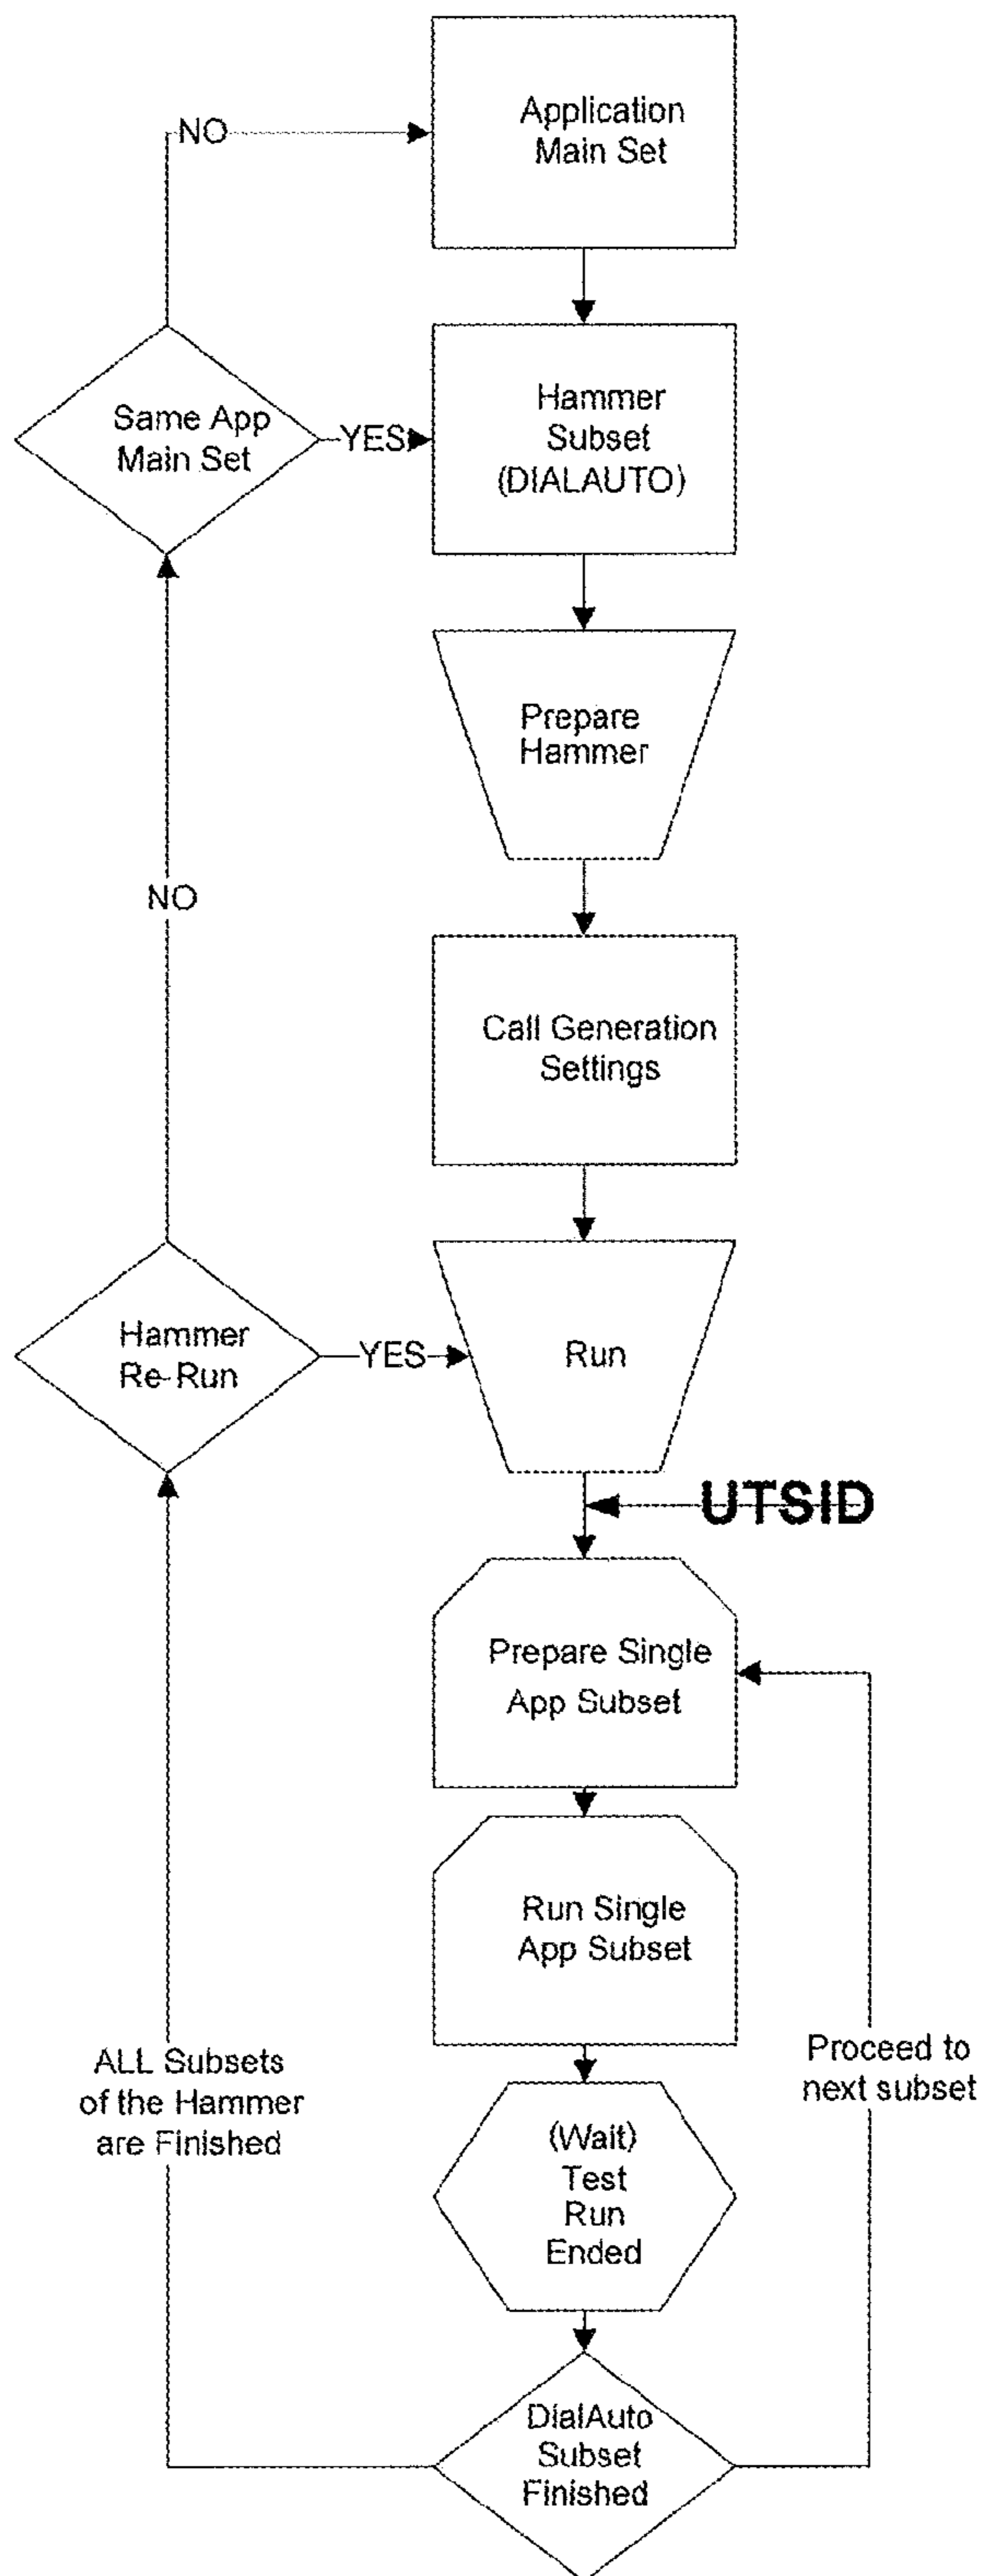 Application
Main Set
NO
Same App
Main Set
YES
Hammer
Subset
(DIALAUTO)
Prepare
Hammer
NO
Call Generation
Settings
Hammer
Re-Run
YES
Run
UTSID
Prepare Single
App Subset
Run Single
App Subset
ALL Subsets
of the Hammer
are Finished
Proceed to
next subset
(Wait)
Test
Run
Ended
DialAuto
Subset
Finished